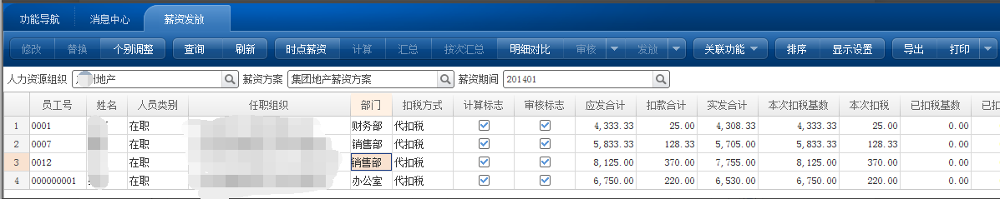 功能导航 消息中心 薪资发放
修改 替换 个别调整 查询 刷新 时点薪资 计算 汇总 按次汇总 明细对比 审核 发放 关联功能 排序 显示设置 导出 打印
人力资源组织 地产 薪资方案 集团地产薪资方案 薪资期间 201401
员工号 姓名 人员类别 任职组织 部门 扣税方式 计算标志 审核标志 应发合计 扣款合计 实发合计 本次扣税基数 本次扣税 已扣税基数 已扣
1 0001 在职 财务部 代扣税 4,333.33 25.00 4,308.33 4,333.33 25.00 0.00
2 0007 在职 销售部 代扣税 5,833.33 128.33 5,705.00 5,833.33 128.33 0.00
3 0012 在职 销售部 代扣税 8,125.00 370.00 7,755.00 8,125.00 370.00 0.00
4 000000001 在职 办公室 代扣税 6,750.00 220.00 6,530.00 6,750.00 220.00 0.00